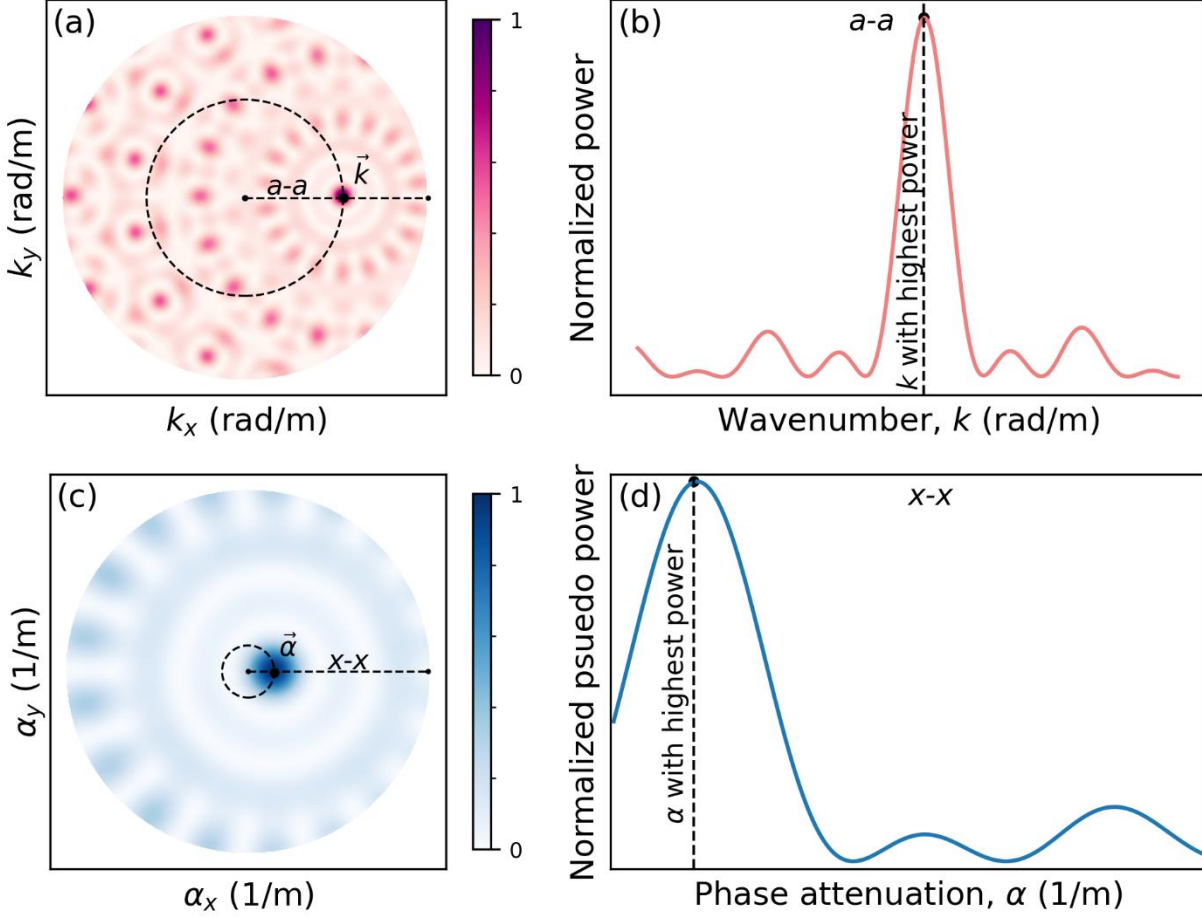 (a)
a-a
k⃗
1
0
k_y (rad/m)
k_x (rad/m)
(b)
a-a
k with highest power
Normalized power
Wavenumber, k (rad/m)
(c)
α⃗
x-x
1
0
α_y (1/m)
α_x (1/m)
(d)
x-x
α with highest power
Normalized psuedo power
Phase attenuation, α (1/m)